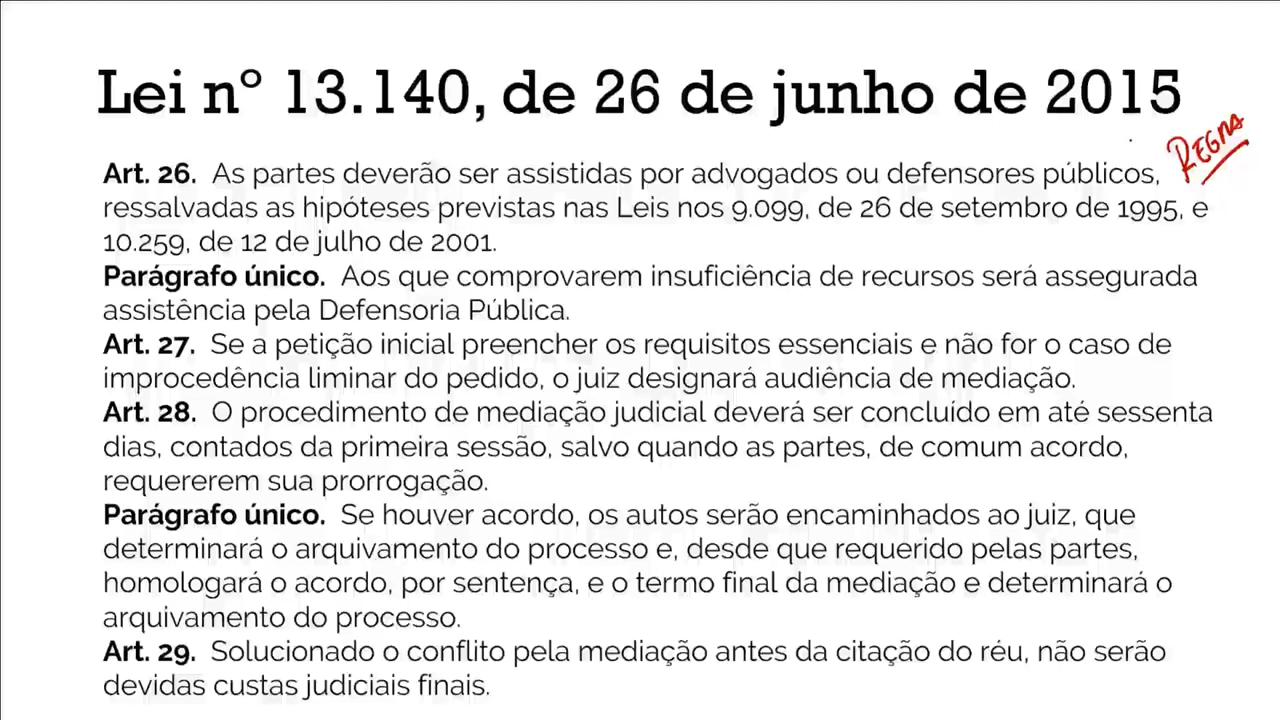 Lei nº 13.140, de 26 de junho de 2015
REGRA
Art. 26. As partes deverão ser assistidas por advogados ou defensores públicos,
ressalvadas as hipóteses previstas nas Leis nos 9.099, de 26 de setembro de 1995, e
10.259, de 12 de julho de 2001.
Parágrafo único. Aos que comprovarem insuficiência de recursos será assegurada
assistência pela Defensoria Pública.
Art. 27. Se a petição inicial preencher os requisitos essenciais e não for o caso de
improcedência liminar do pedido, o juiz designará audiência de mediação.
Art. 28. O procedimento de mediação judicial deverá ser concluído em até sessenta
dias, contados da primeira sessão, salvo quando as partes, de comum acordo,
requererem sua prorrogação.
Parágrafo único. Se houver acordo, os autos serão encaminhados ao juiz, que
determinará o arquivamento do processo e, desde que requerido pelas partes,
homologará o acordo, por sentença, e o termo final da mediação e determinará o
arquivamento do processo.
Art. 29. Solucionado o conflito pela mediação antes da citação do réu, não serão
devidas custas judiciais finais.